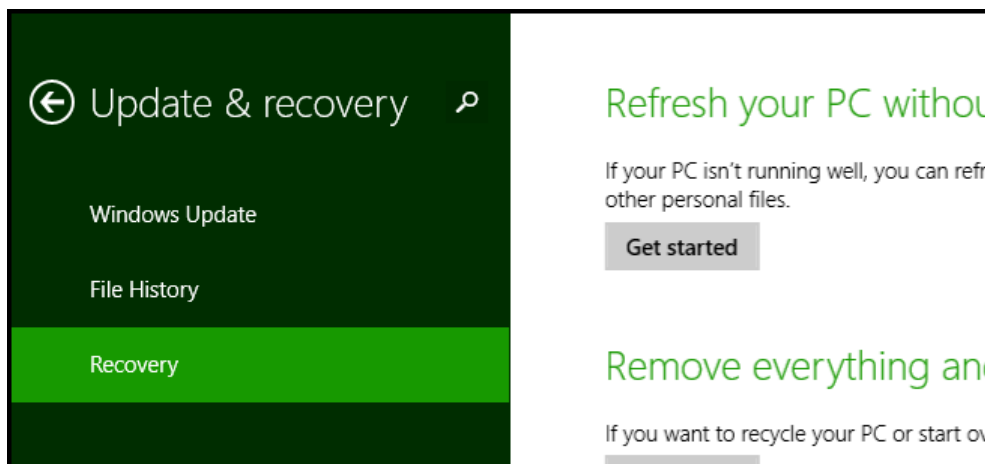 Update & recovery
Windows Update
File History
Recovery
Refresh your PC withou
If your PC isn't running well, you can refr
other personal files.
Get started
Remove everything an
If you want to recycle your PC or start ov